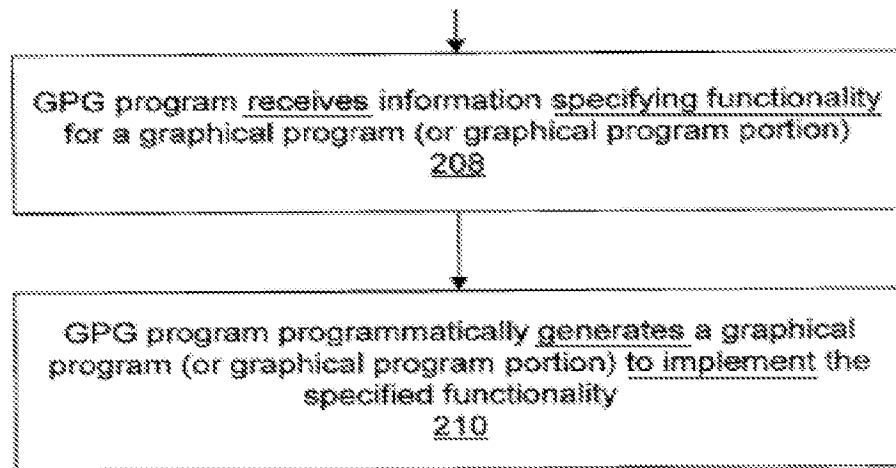 GPG program receives information specifying functionality
for a graphical program (or graphical program portion)
208
GPG program programmatically generates a graphical
program (or graphical program portion) to implement the
specified functionality
210